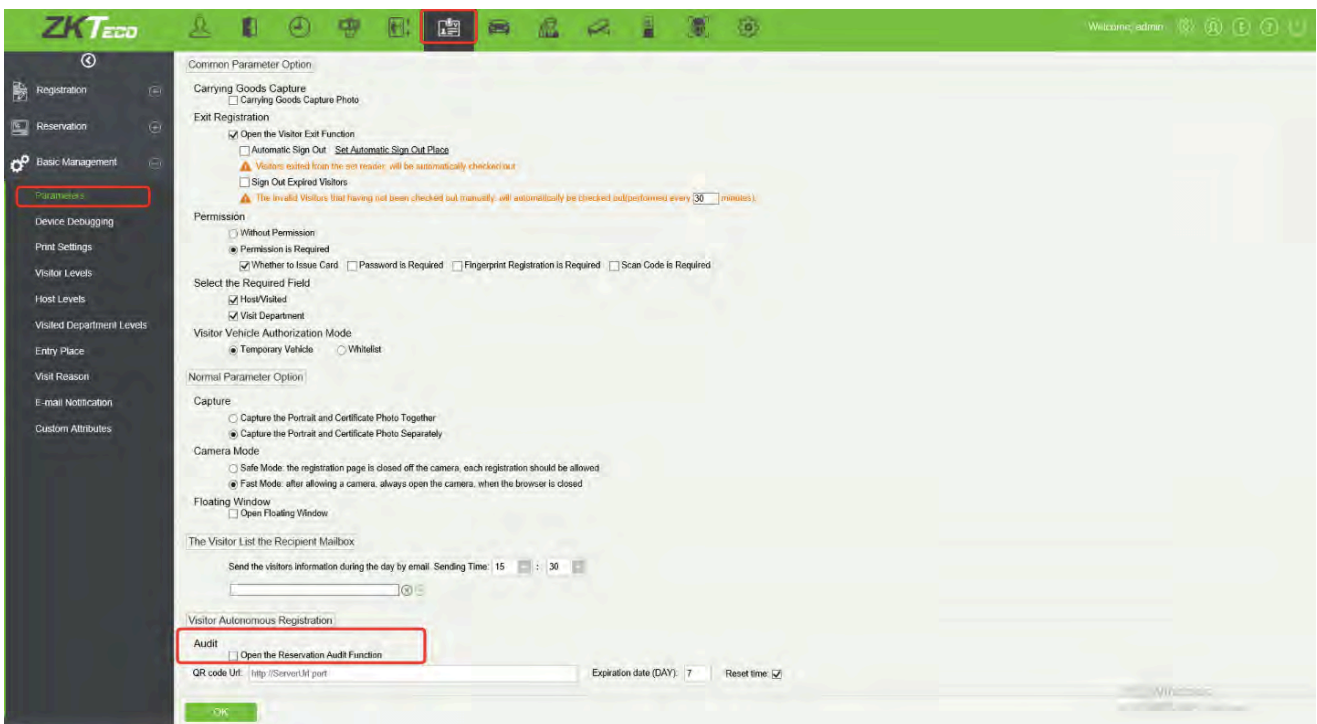 ZKTECO
Welcome, admin
Registration
Reservation
Basic Management
Parameters
Device Debugging
Print Settings
Visitor Levels
Host Levels
Visited Department Levels
Entry Place
Visit Reason
E-mail Notification
Custom Attributes
Common Parameter Option
Carrying Goods Capture
Carrying Goods Capture Photo
Exit Registration
Open the Visitor Exit Function
Automatic Sign Out Set Automatic Sign Out Place
Visitors exited from the set reader, will be automatically checked out
Sign Out Expired Visitors
The Invalid Visitors that having not been checked out manually, will automatically be checked out(performed every 30 minutes).
Permission
Without Permission
Permission is Required
Whether to Issue Card Password is Required Fingerprint Registration is Required Scan Code is Required
Select the Required Field
Host/Visited
Visit Department
Visitor Vehicle Authorization Mode
Temporary Vehicle Whitelist
Normal Parameter Option
Capture
Capture the Portrait and Certificate Photo Together
Capture the Portrait and Certificate Photo Separately
Camera Mode
Safe Mode: the registration page is closed off the camera, each registration should be allowed
Fast Mode: after allowing a camera, always open the camera, when the browser is closed
Floating Window
Open Floating Window
The Visitor List the Recipient Mailbox
Send the visitors information during the day by email. Sending Time: 15 : 30
Visitor Autonomous Registration
Audit
Open the Reservation Audit Function
QR code Url: http://ServerUrl:port Expiration date (DAY): 7 Reset time:
OK